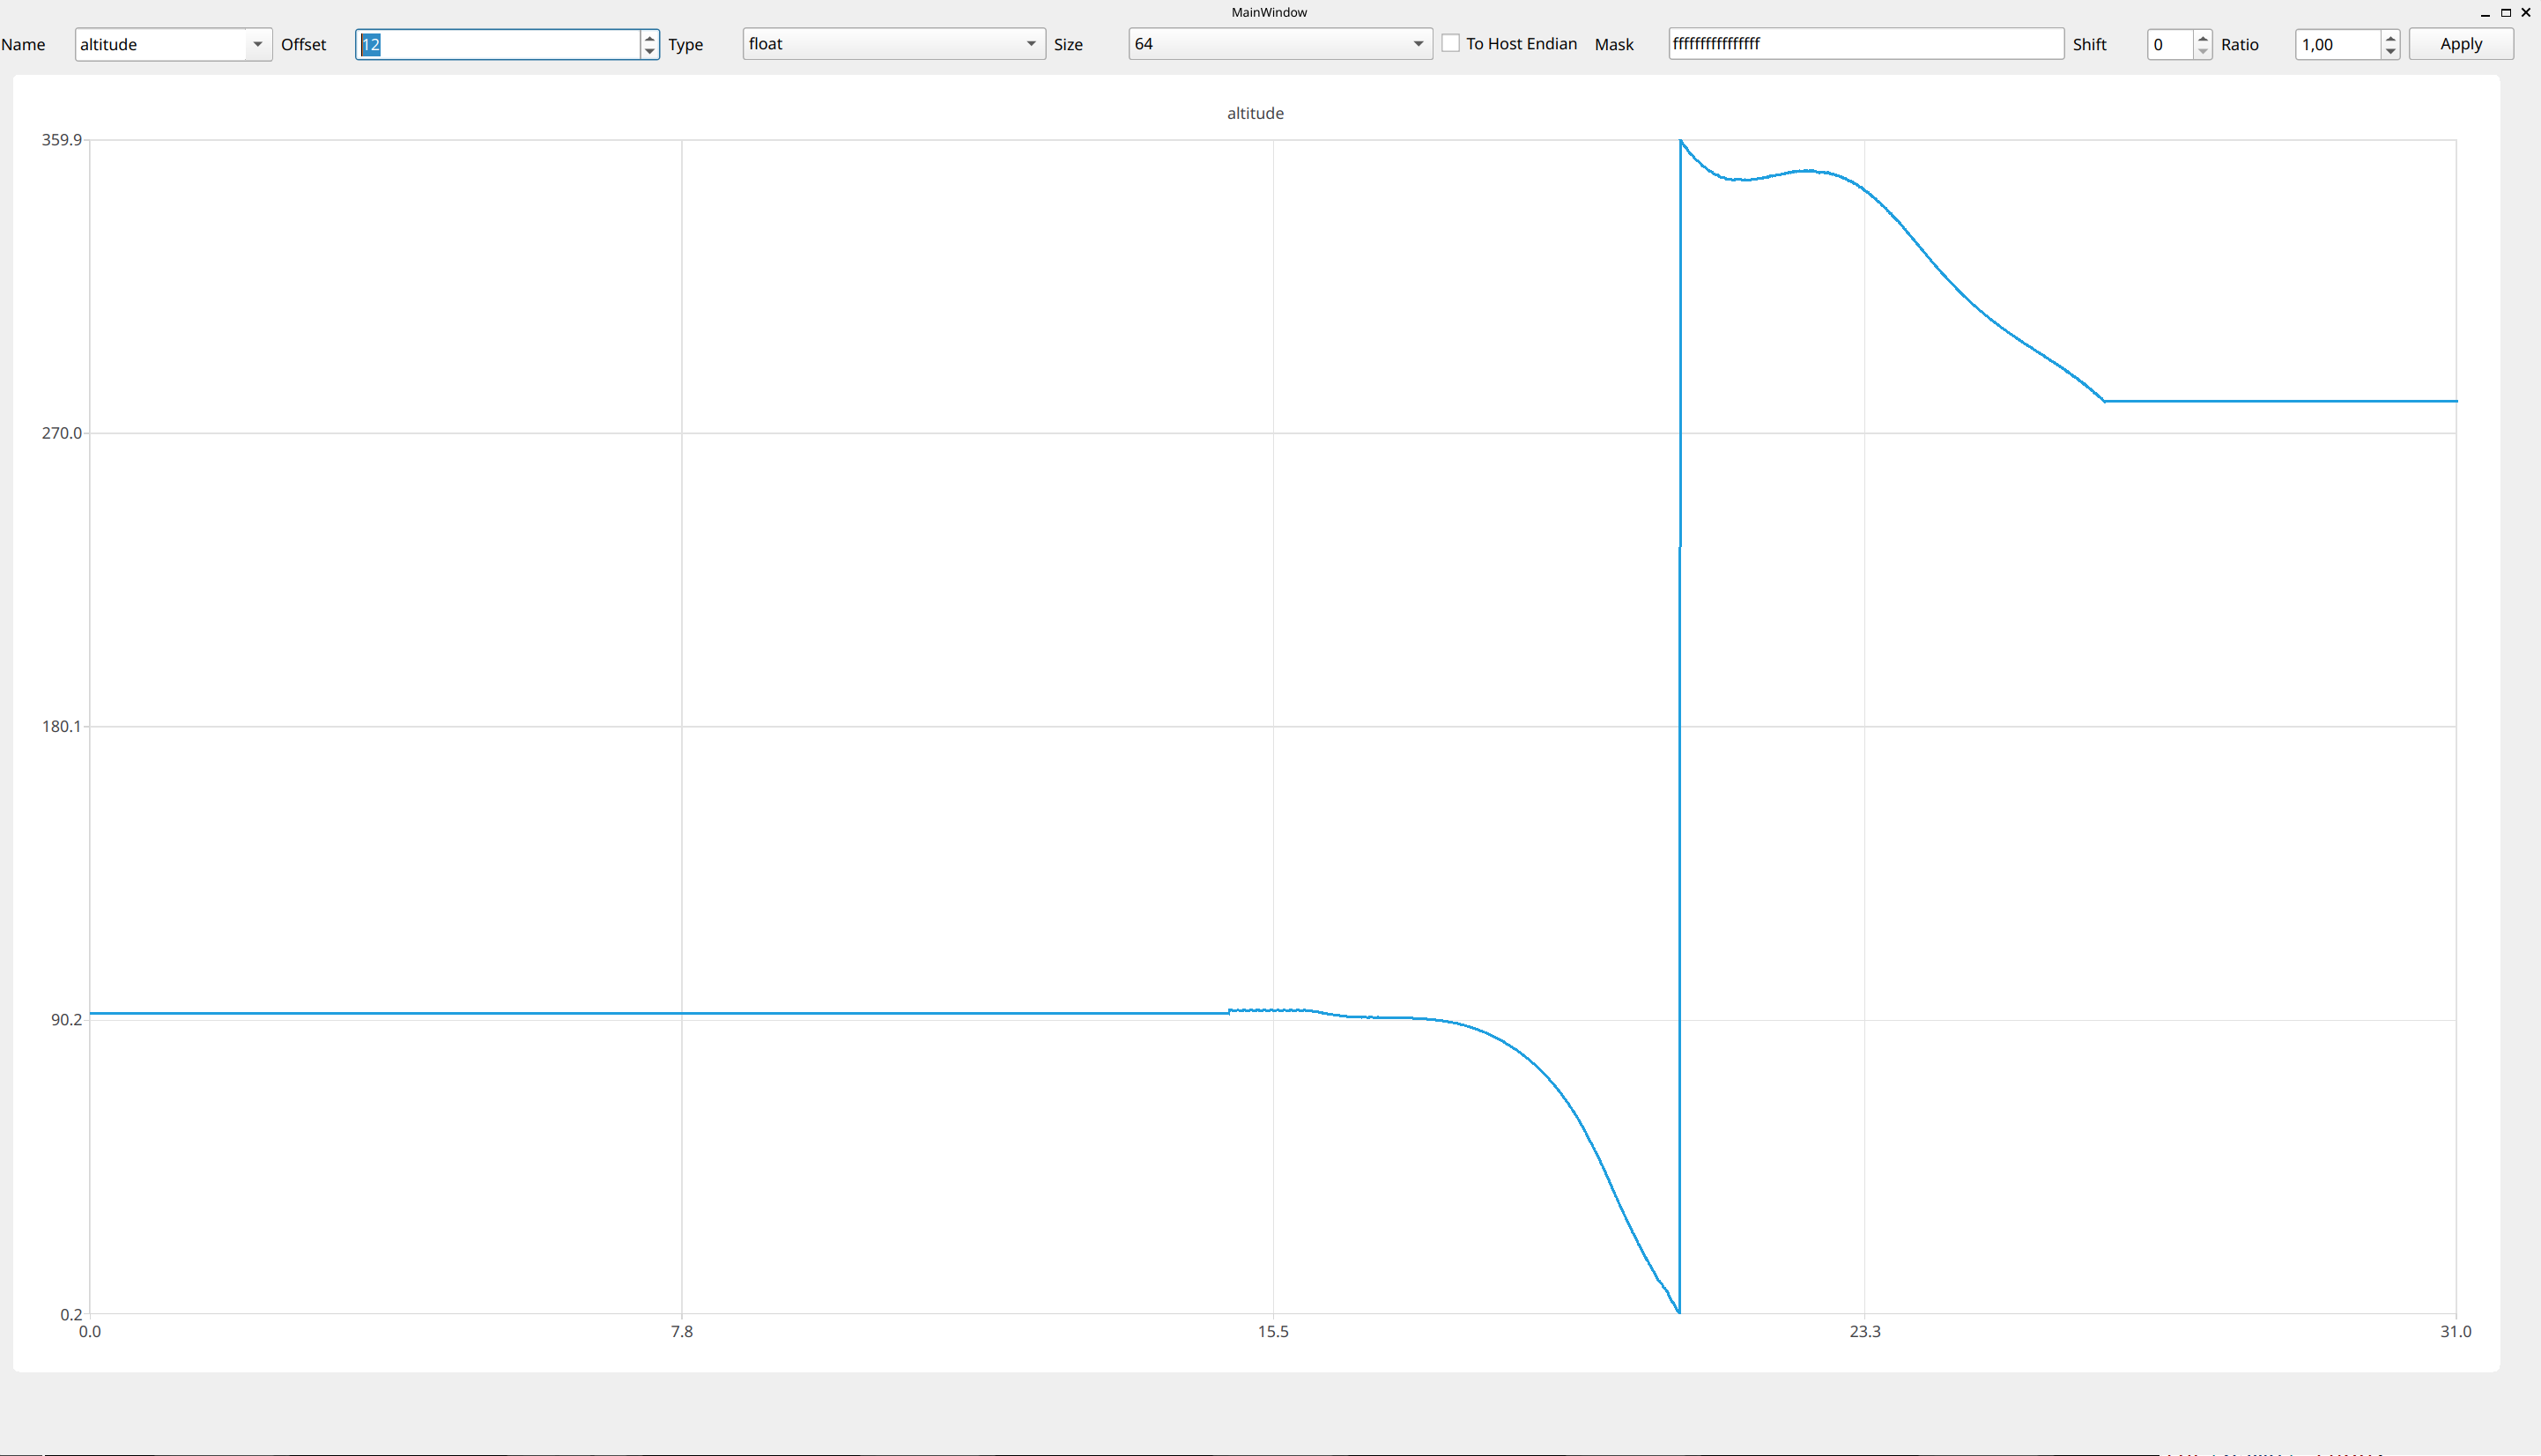 MainWindow
Name altitude Offset 12 Type float Size 64 To Host Endian Mask ffffffffffffffff Shift 0 Ratio 1,00 Apply
altitude
359.9
270.0
180.1
90.2
0.2
0.0 7.8 15.5 23.3 31.0